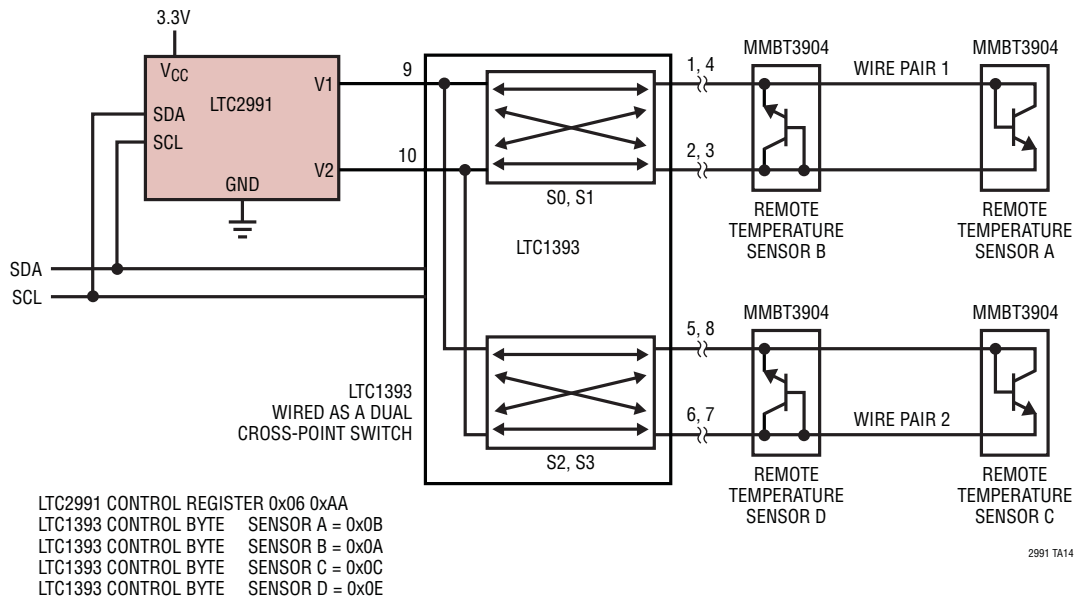 3.3V
VCC
LTC2991
SDA
SCL
GND
V1
V2
9
10
SDA
SCL
S0, S1
LTC1393
S2, S3
LTC1393
WIRED AS A DUAL
CROSS-POINT SWITCH
1, 4
2, 3
MMBT3904
WIRE PAIR 1
MMBT3904
REMOTE
TEMPERATURE
SENSOR B
REMOTE
TEMPERATURE
SENSOR A
5, 8
6, 7
MMBT3904
MMBT3904
WIRE PAIR 2
REMOTE
TEMPERATURE
SENSOR D
REMOTE
TEMPERATURE
SENSOR C
LTC2991 CONTROL REGISTER 0x06 0xAA
LTC1393 CONTROL BYTE SENSOR A = 0x0B
LTC1393 CONTROL BYTE SENSOR B = 0x0A
LTC1393 CONTROL BYTE SENSOR C = 0x0C
LTC1393 CONTROL BYTE SENSOR D = 0x0E
2991 TA14